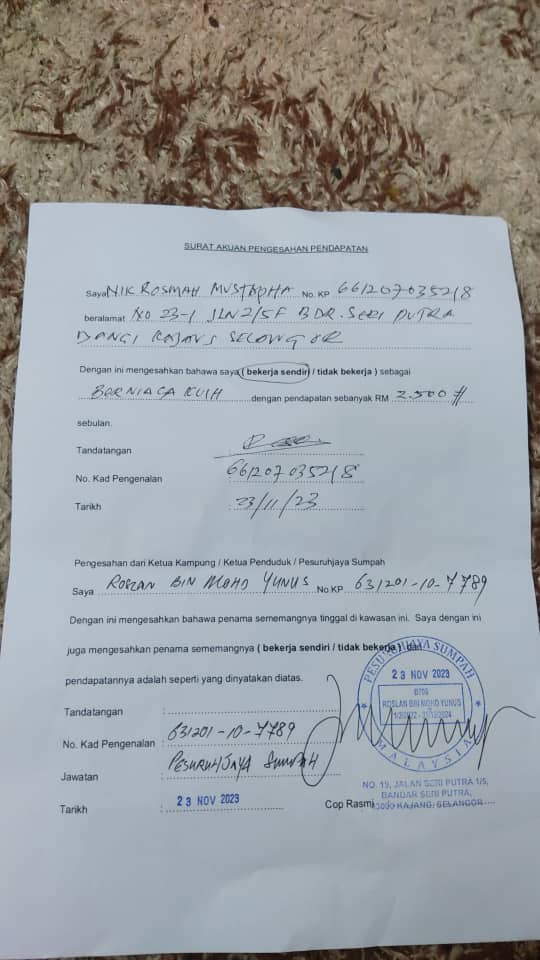 SURAT AKUAN PENGESAHAN PENDAPATAN
Saya NIK ROSMAH MUSTAPHA No. KP 661207035218
beralamat NO 23-1 JLN 2/5F BDR. SERI PUTRA
BANGI KAJANG SELANGOR
Dengan ini mengesahkan bahawa saya ( bekerja sendiri / tidak bekerja ) sebagai
BERNIAGA KUIH dengan pendapatan sebanyak RM 2.500
sebulan.
Tandatangan :
No. Kad Pengenalan : 661207035218
Tarikh : 23/11/23
Pengesahan dari Ketua Kampung / Ketua Penduduk / Pesuruhjaya Sumpah
Saya ROSLAN BIN MOHD YUNUS No KP 631201-10-7789
Dengan ini mengesahkan bahawa penama sememangnya tinggal di kawasan ini. Saya dengan ini
juga mengesahkan penama sememangnya ( bekerja sendiri / tidak bekerja ) dan
pendapatannya adalah seperti yang dinyatakan diatas.
PESURUHJAYA SUMPAH
23 NOV 2023
ROSLAN BIN MOHD YUNUS
MALAYSIA
Tandatangan :
No. Kad Pengenalan : 631201-10-7789
Jawatan : PESURUHJAYA SUMPAH
Tarikh : 23 NOV 2023
Cop Rasmi
NO. 19, JALAN SERI PUTRA 1/5,
BANDAR SERI PUTRA,
43000 KAJANG, SELANGOR